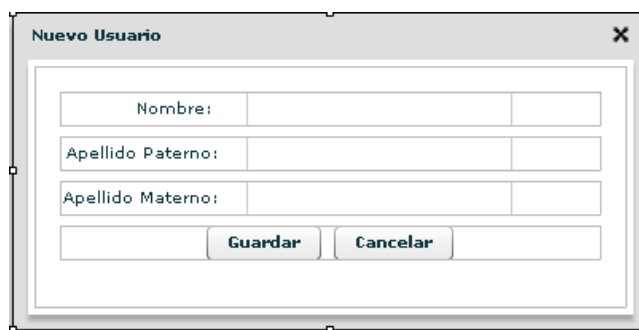 Nuevo Usuario
Nombre:
Apellido Paterno:
Apellido Materno:
Guardar Cancelar